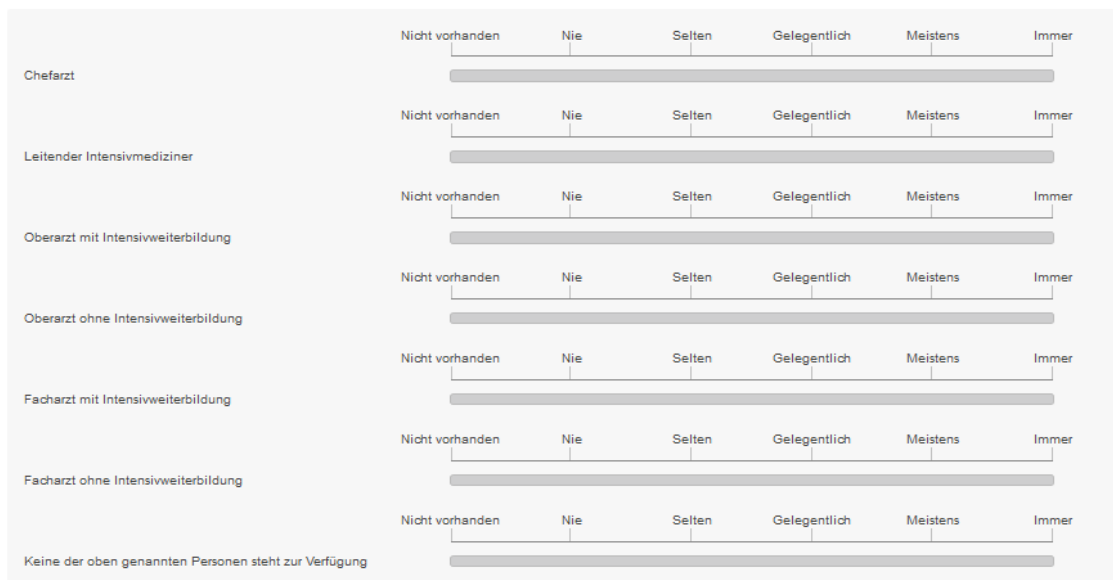 Nicht vorhanden Nie Selten Gelegentlich Meistens Immer
Chefarzt
Nicht vorhanden Nie Selten Gelegentlich Meistens Immer
Leitender Intensivmediziner
Nicht vorhanden Nie Selten Gelegentlich Meistens Immer
Oberarzt mit Intensivweiterbildung
Nicht vorhanden Nie Selten Gelegentlich Meistens Immer
Oberarzt ohne Intensivweiterbildung
Nicht vorhanden Nie Selten Gelegentlich Meistens Immer
Facharzt mit Intensivweiterbildung
Nicht vorhanden Nie Selten Gelegentlich Meistens Immer
Facharzt ohne Intensivweiterbildung
Nicht vorhanden Nie Selten Gelegentlich Meistens Immer
Keine der oben genannten Personen steht zur Verfügung